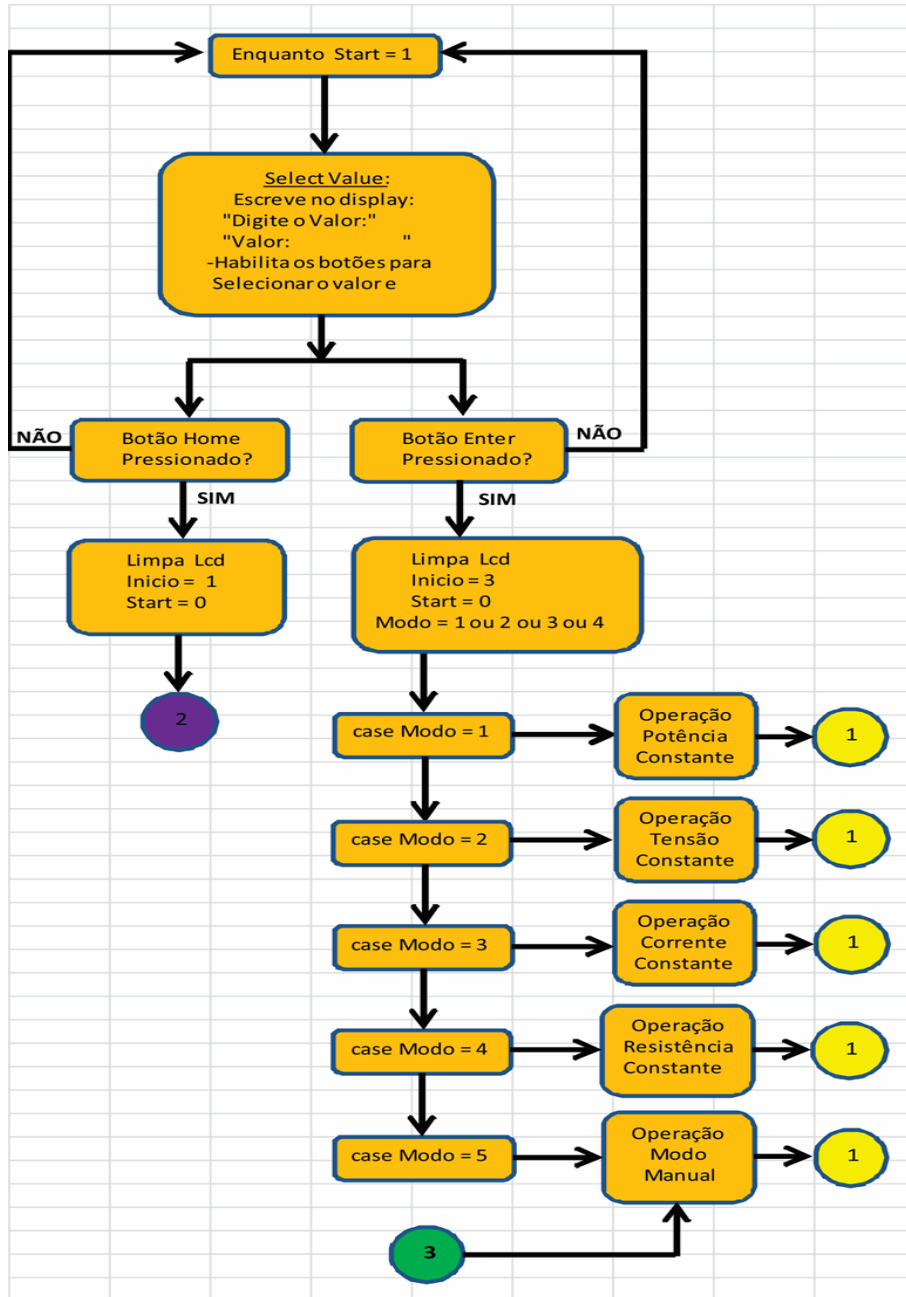 Enquanto Start = 1
Select Value:
Escreve no display:
"Digite o Valor:"
"Valor: "
-Habilita os botões para
Selecionar o valor e
NÃO
Botão Home
Pressionado?
Botão Enter
Pressionado?
NÃO
SIM
SIM
Limpa Lcd
Inicio = 1
Start = 0
Limpa Lcd
Inicio = 3
Start = 0
Modo = 1 ou 2 ou 3 ou 4
2
case Modo = 1
Operação
Potência
Constante
1
case Modo = 2
Operação
Tensão
Constante
1
case Modo = 3
Operação
Corrente
Constante
1
case Modo = 4
Operação
Resistência
Constante
1
case Modo = 5
Operação
Modo
Manual
1
3